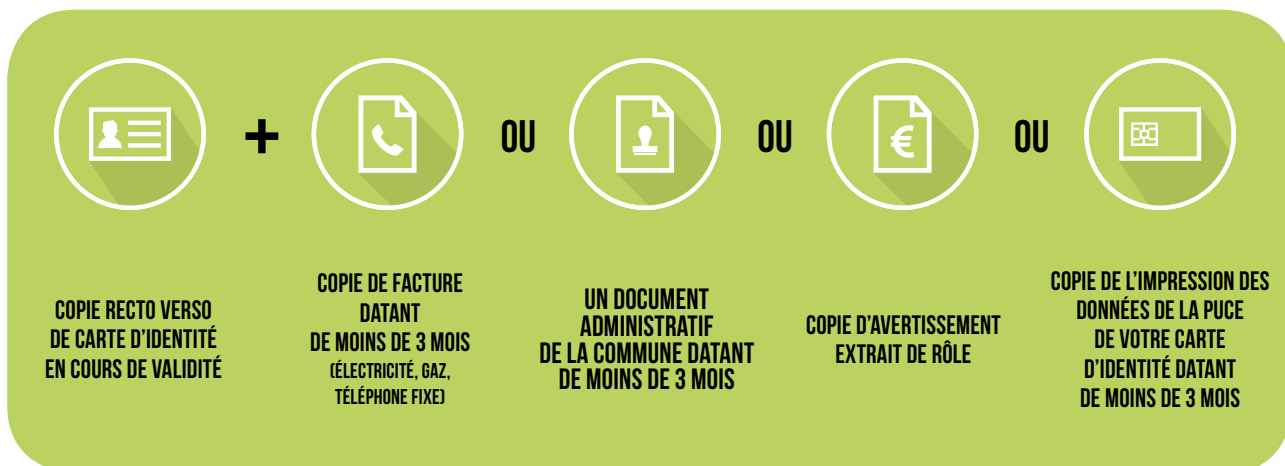 +
OU
OU
OU
€
COPIE RECTO VERSO
DE CARTE D'IDENTITÉ
EN COURS DE VALIDITÉ
COPIE DE FACTURE
DATANT
DE MOINS DE 3 MOIS
(ÉLECTRICITÉ, GAZ,
TÉLÉPHONE FIXE)
UN DOCUMENT
ADMINISTRATIF
DE LA COMMUNE DATANT
DE MOINS DE 3 MOIS
COPIE D'AVERTISSEMENT
EXTRAIT DE RÔLE
COPIE DE L'IMPRESSION DES
DONNÉES DE LA PUCE
DE VOTRE CARTE
D'IDENTITÉ DATANT
DE MOINS DE 3 MOIS